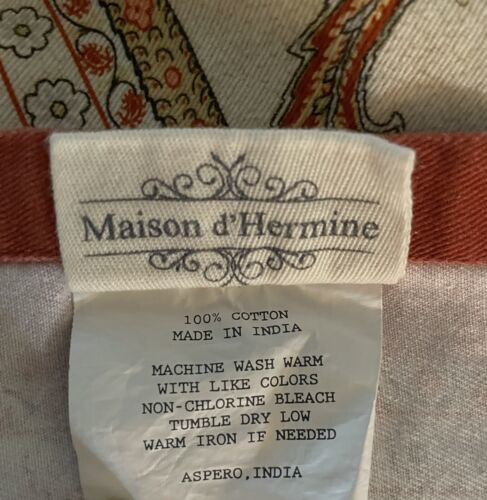 Maison d'Hermine
100% COTTON
MADE IN INDIA
MACHINE WASH WARM
WITH LIKE COLORS
NON-CHLORINE BLEACH
TUMBLE DRY LOW
WARM IRON IF NEEDED
ASPERO, INDIA